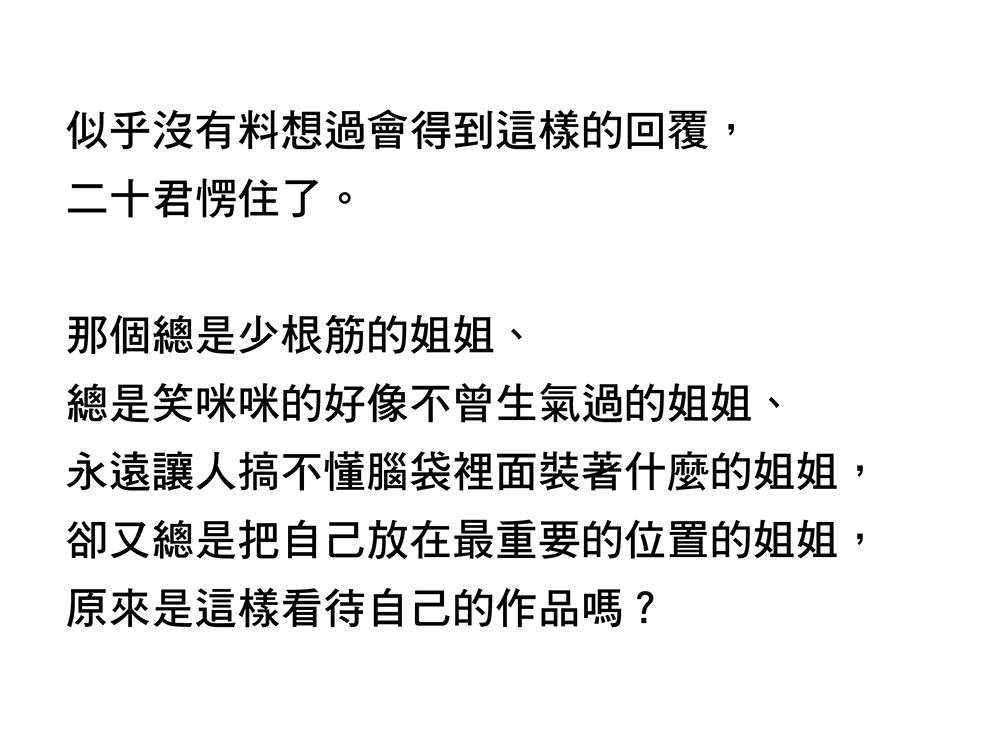 似乎沒有料想過會得到這樣的回覆，
二十君愣住了。
那個總是少根筋的姐姐、
總是笑咪咪的好像不曾生氣過的姐姐、
永遠讓人搞不懂腦袋裡面裝著什麼的姐姐，
卻又總是把自己放在最重要的位置的姐姐，
原來是這樣看待自己的作品嗎？